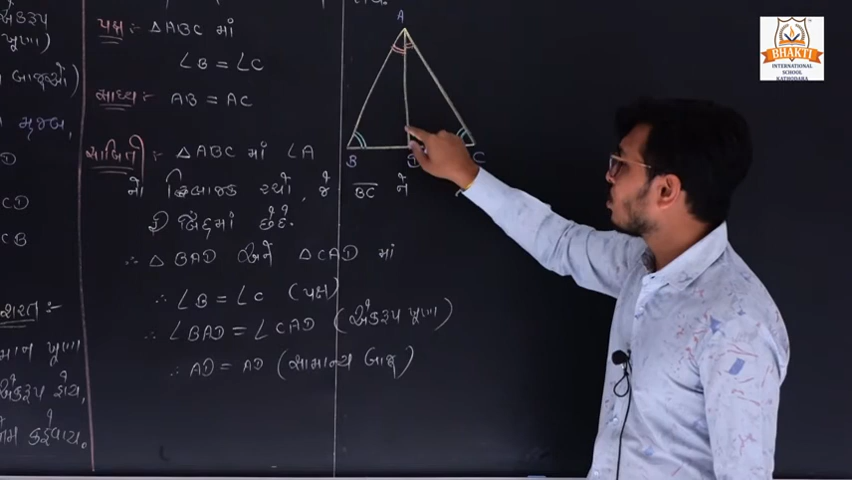 પક્ષ :- △ABC માં
∠B = ∠C
સાધ્ય :- AB = AC
સાબિતી :- △ABC માં ∠A
નો દ્વિભાજક રચો, જે BC ને
D બિંદુમાં છેદે.
∴ △BAD અને △CAD માં
∴ ∠B = ∠C (પક્ષ)
∴ ∠BAD = ∠CAD (એકરૂપ ખૂણા)
∴ AD = AD (સામાન્ય બાજુ)
એકરૂપ
ખૂણા)
બાજુઓ)
મુજબ,
D
CD
CB
શરત :-
ખૂણા
એકરૂપ હોય,
કહેવાય.
A
B
D
C
BHAKTI
INTERNATIONAL
SCHOOL
KATHODARA